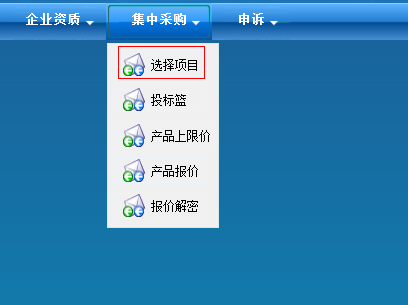 企业资质 集中采购 申诉
选择项目
投标篮
产品上限价
产品报价
报价解密